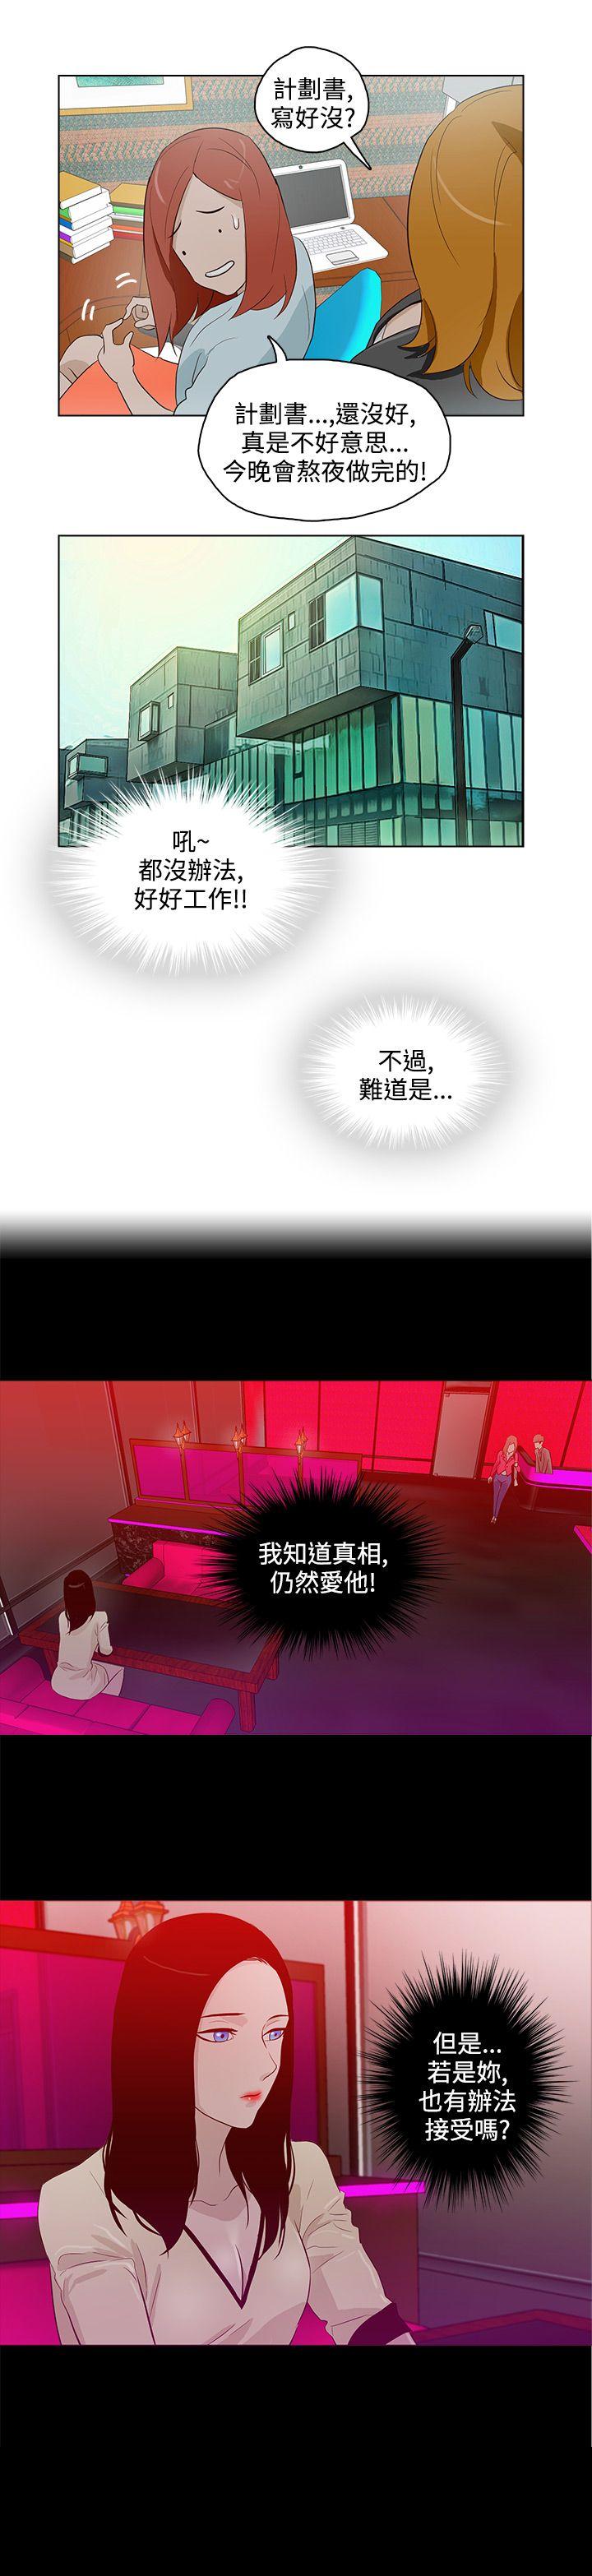 計劃書,
寫好沒?
計劃書...,還沒好,
真是不好意思...
今晚會熬夜做完的!
吼~
都沒辦法,
好好工作!!
不過,
難道是...
我知道真相,
仍然愛他!
但是...
若是妳,
也有辦法
接受嗎?